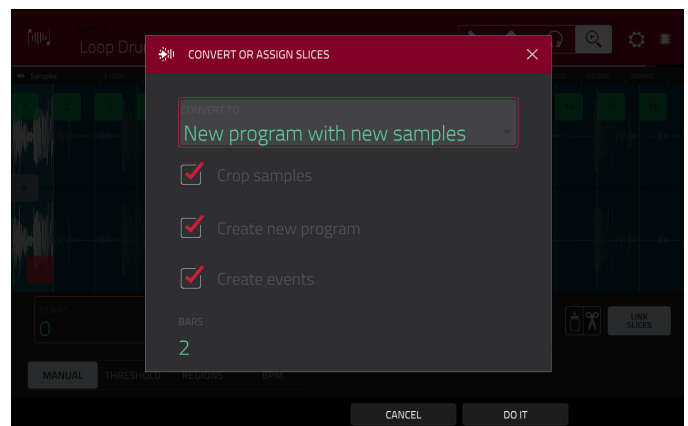 Loop Dru
CONVERT OR ASSIGN SLICES
Samples
CONVERT TO
New program with new samples
Crop samples
Create new program
Create events
START
0
BARS
2
LINK
SLICES
MANUAL
THRESHOLD
REGIONS
BPM
CANCEL
DO IT